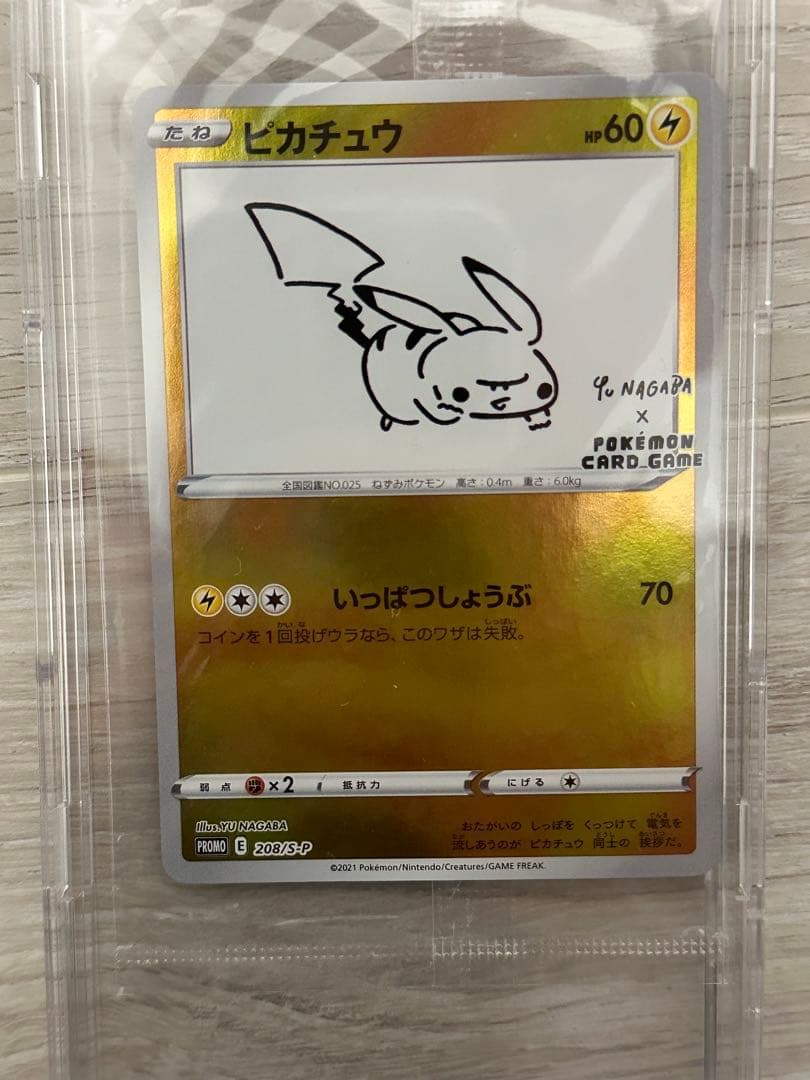 たね ピカチュウ HP60
Yu NAGABA
×
POKÉMON
CARD GAME
全国図鑑NO.025 ねずみポケモン 高さ:0.4m 重さ:6.0kg
いっぱつしょうぶ 70
コインを1回投げウラなら、このワザは失敗。
弱点 ×2 抵抗力 にげる
Illus.YU NAGABA
PROMO E 208/S-P
おたがいの しっぽを くっつけて 電気を
流しあうのが ピカチュウ 同士の 挨拶だ。
©2021 Pokémon/Nintendo/Creatures/GAME FREAK.